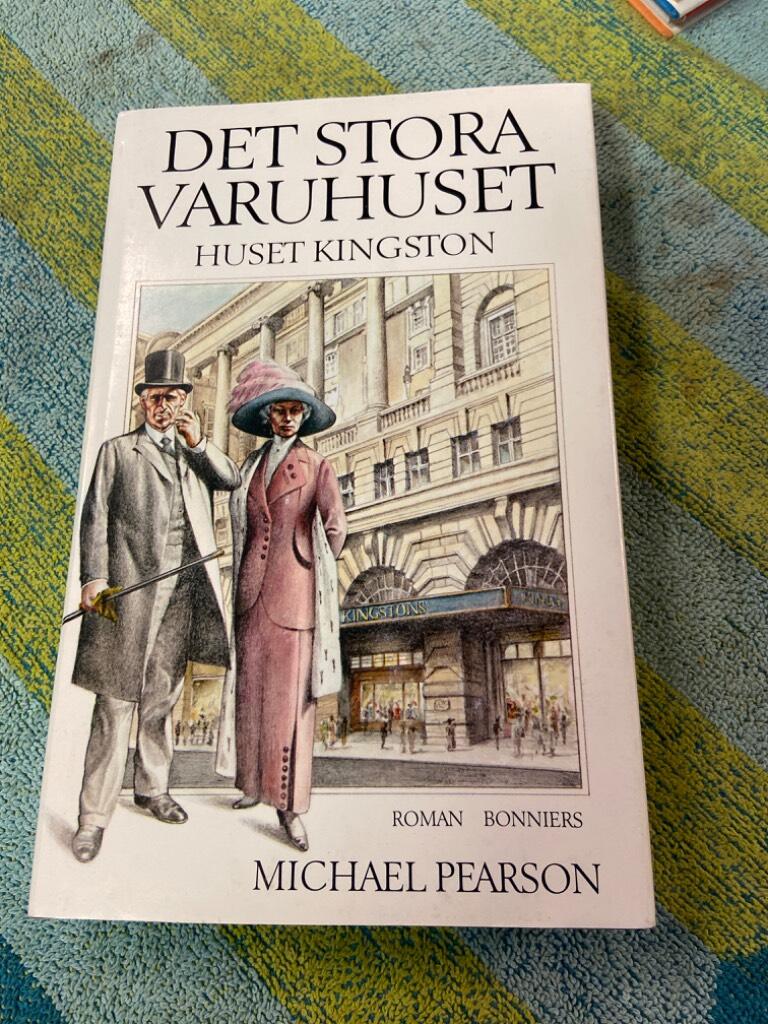 DET STORA
VARUHUSET
HUSET KINGSTON
KINGSTONS
ROMAN BONNIERS
MICHAEL PEARSON